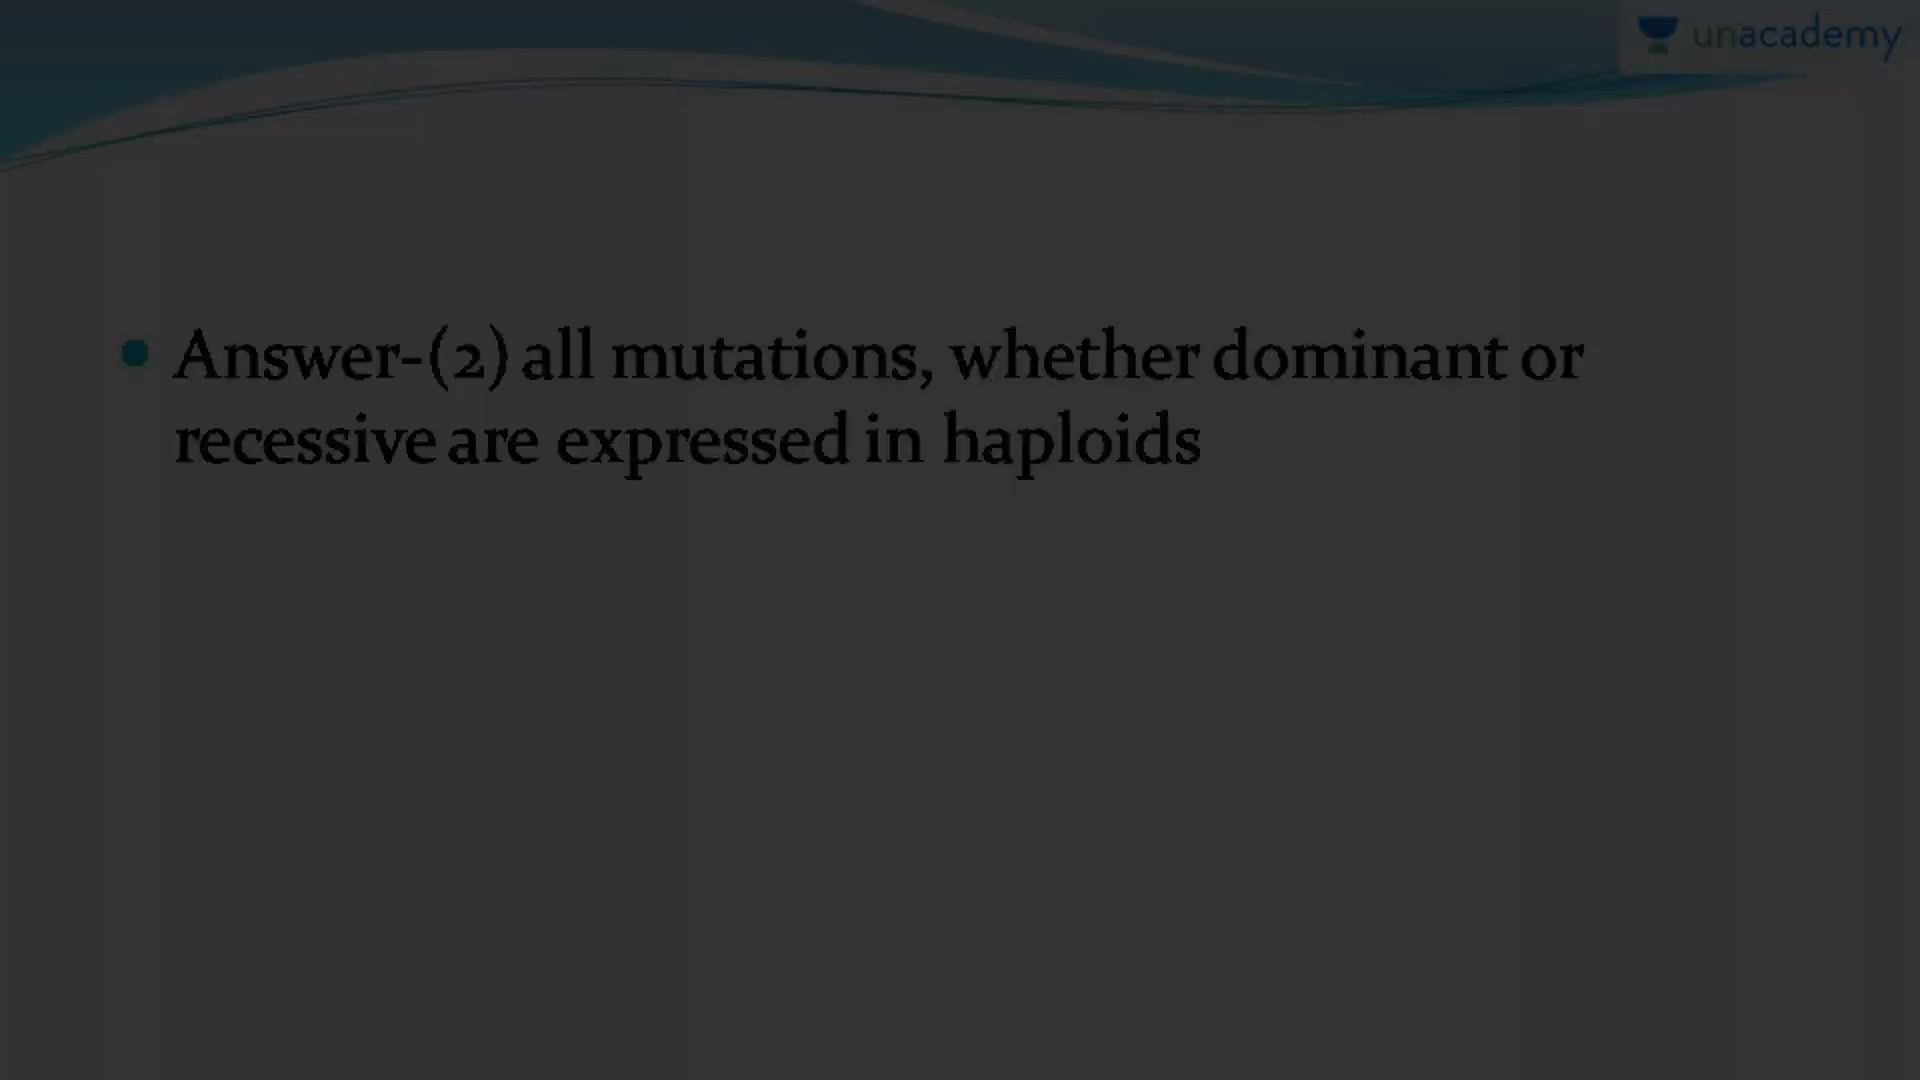 unacademy
Answer-(2) all mutations, whether dominant or
recessive are expressed in haploids